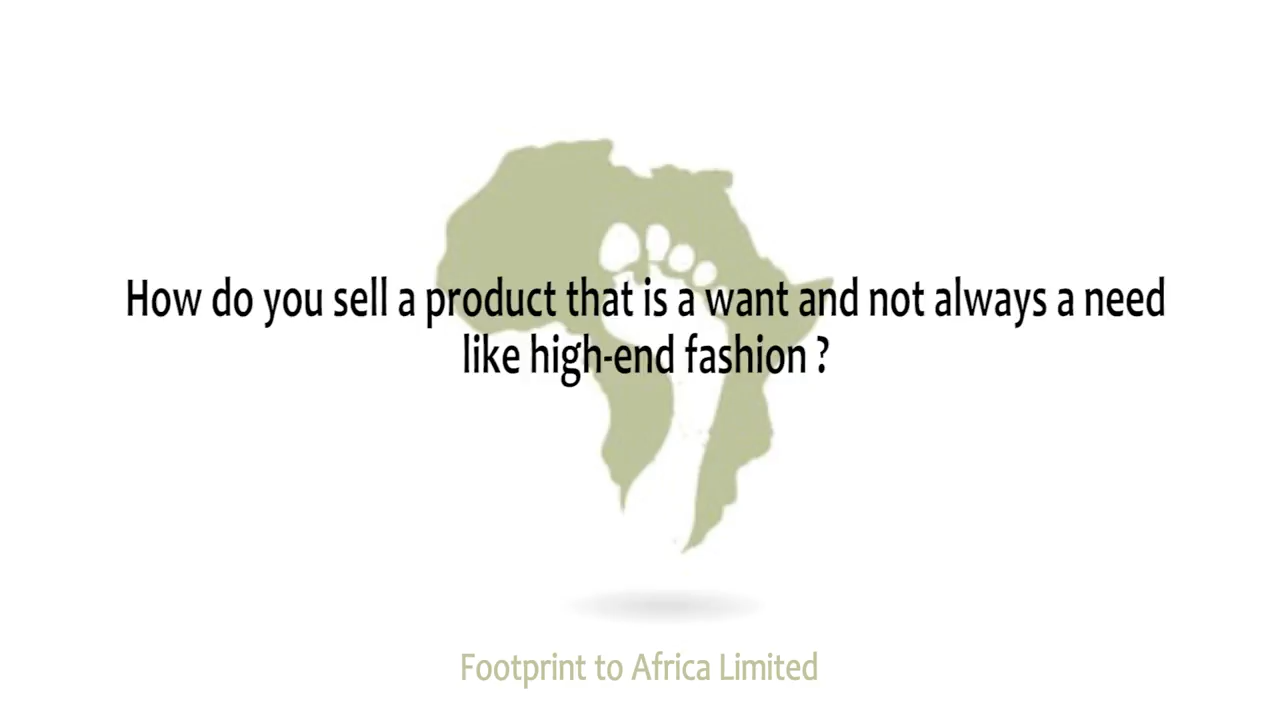 How do you sell a product that is a want and not always a need
like high-end fashion ?
Footprint to Africa Limited